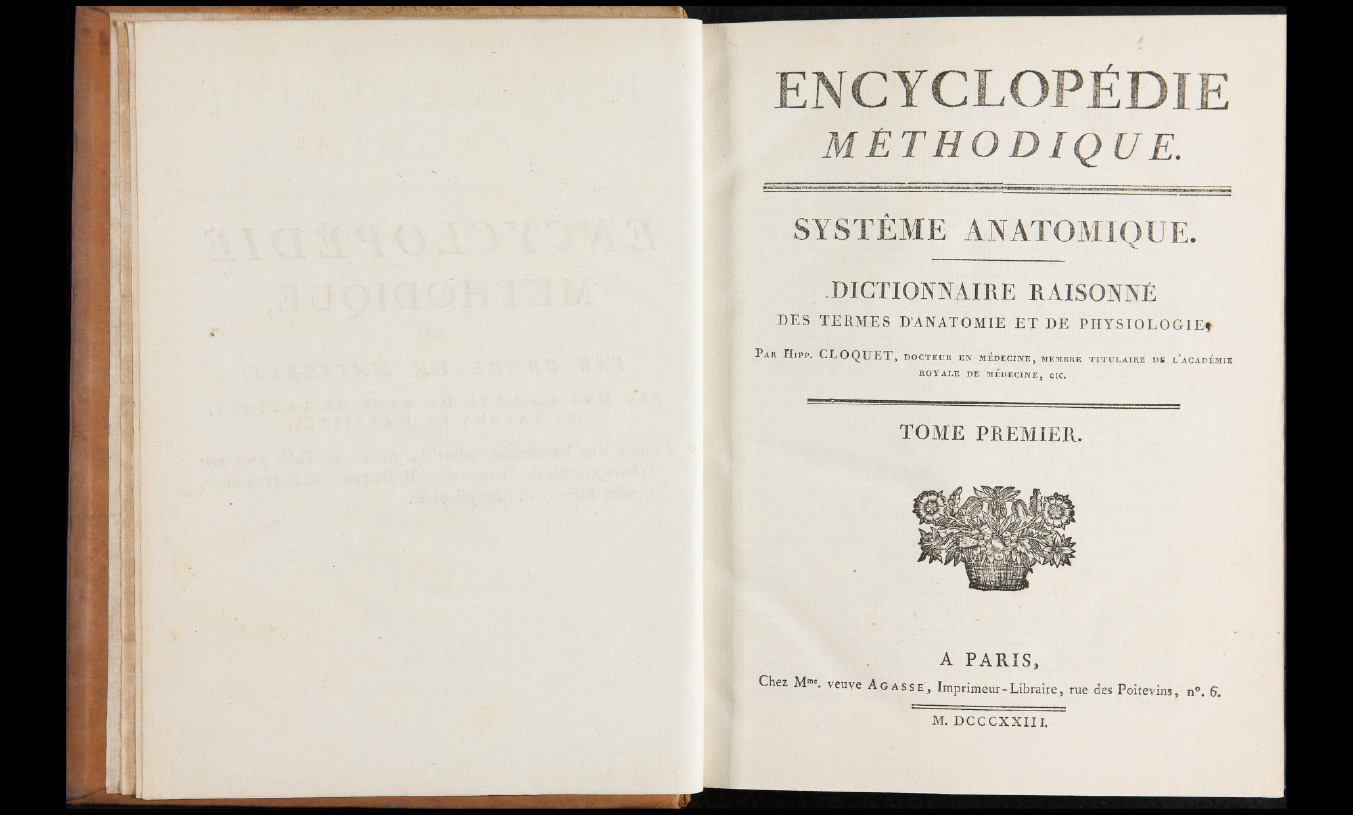 ENCYCLOPÉDIE
MÉTHODIQUE.
SYSTÊME ANATOMIQUE.
DICTIONNAIRE RAISONNÉ
DES TERMES D'ANATOMIE ET DE PHYSIOLOGIE,
PAR HIPP. CLOQUET, DOCTEUR EN MÉDECINE, MEMBRE TITULAIRE DE L'ACADÉMIE
ROYALE DE MÉDECINE, etc.
TOME PREMIER.
A PARIS,
Chez Mme. veuve AGASSE, Imprimeur-Libraire, rue des Poitevins, n°. 6.
M. DCCCXXIII.